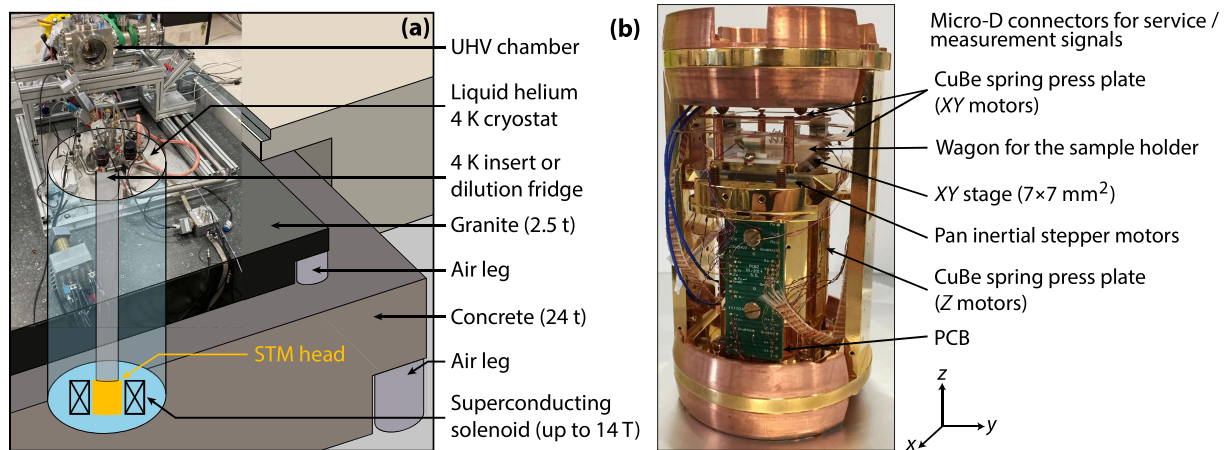 (a)
UHV chamber
Liquid helium
4 K cryostat
4 K insert or
dilution fridge
Granite (2.5 t)
Air leg
Concrete (24 t)
STM head
Air leg
Superconducting
solenoid (up to 14 T)
(b)
Micro-D connectors for service /
measurement signals
CuBe spring press plate
(XY motors)
Wagon for the sample holder
XY stage (7×7 mm²)
Pan inertial stepper motors
CuBe spring press plate
(Z motors)
PCB
z
y
x